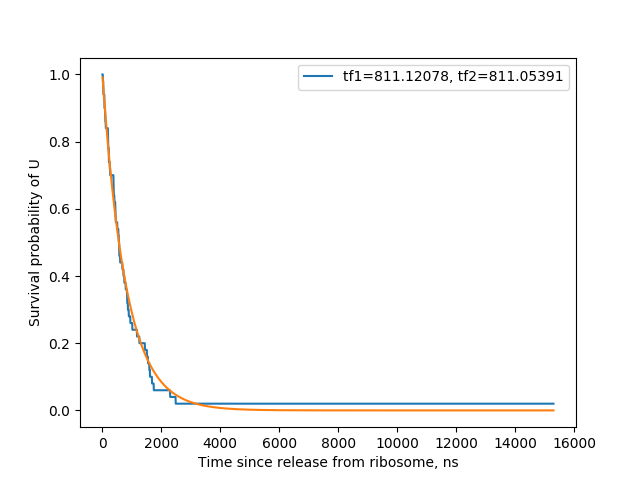 tf1=811.12078, tf2=811.05391
1.0
0.8
0.6
0.4
0.2
0.0
Survival probability of U
0 2000 4000 6000 8000 10000 12000 14000 16000
Time since release from ribosome, ns